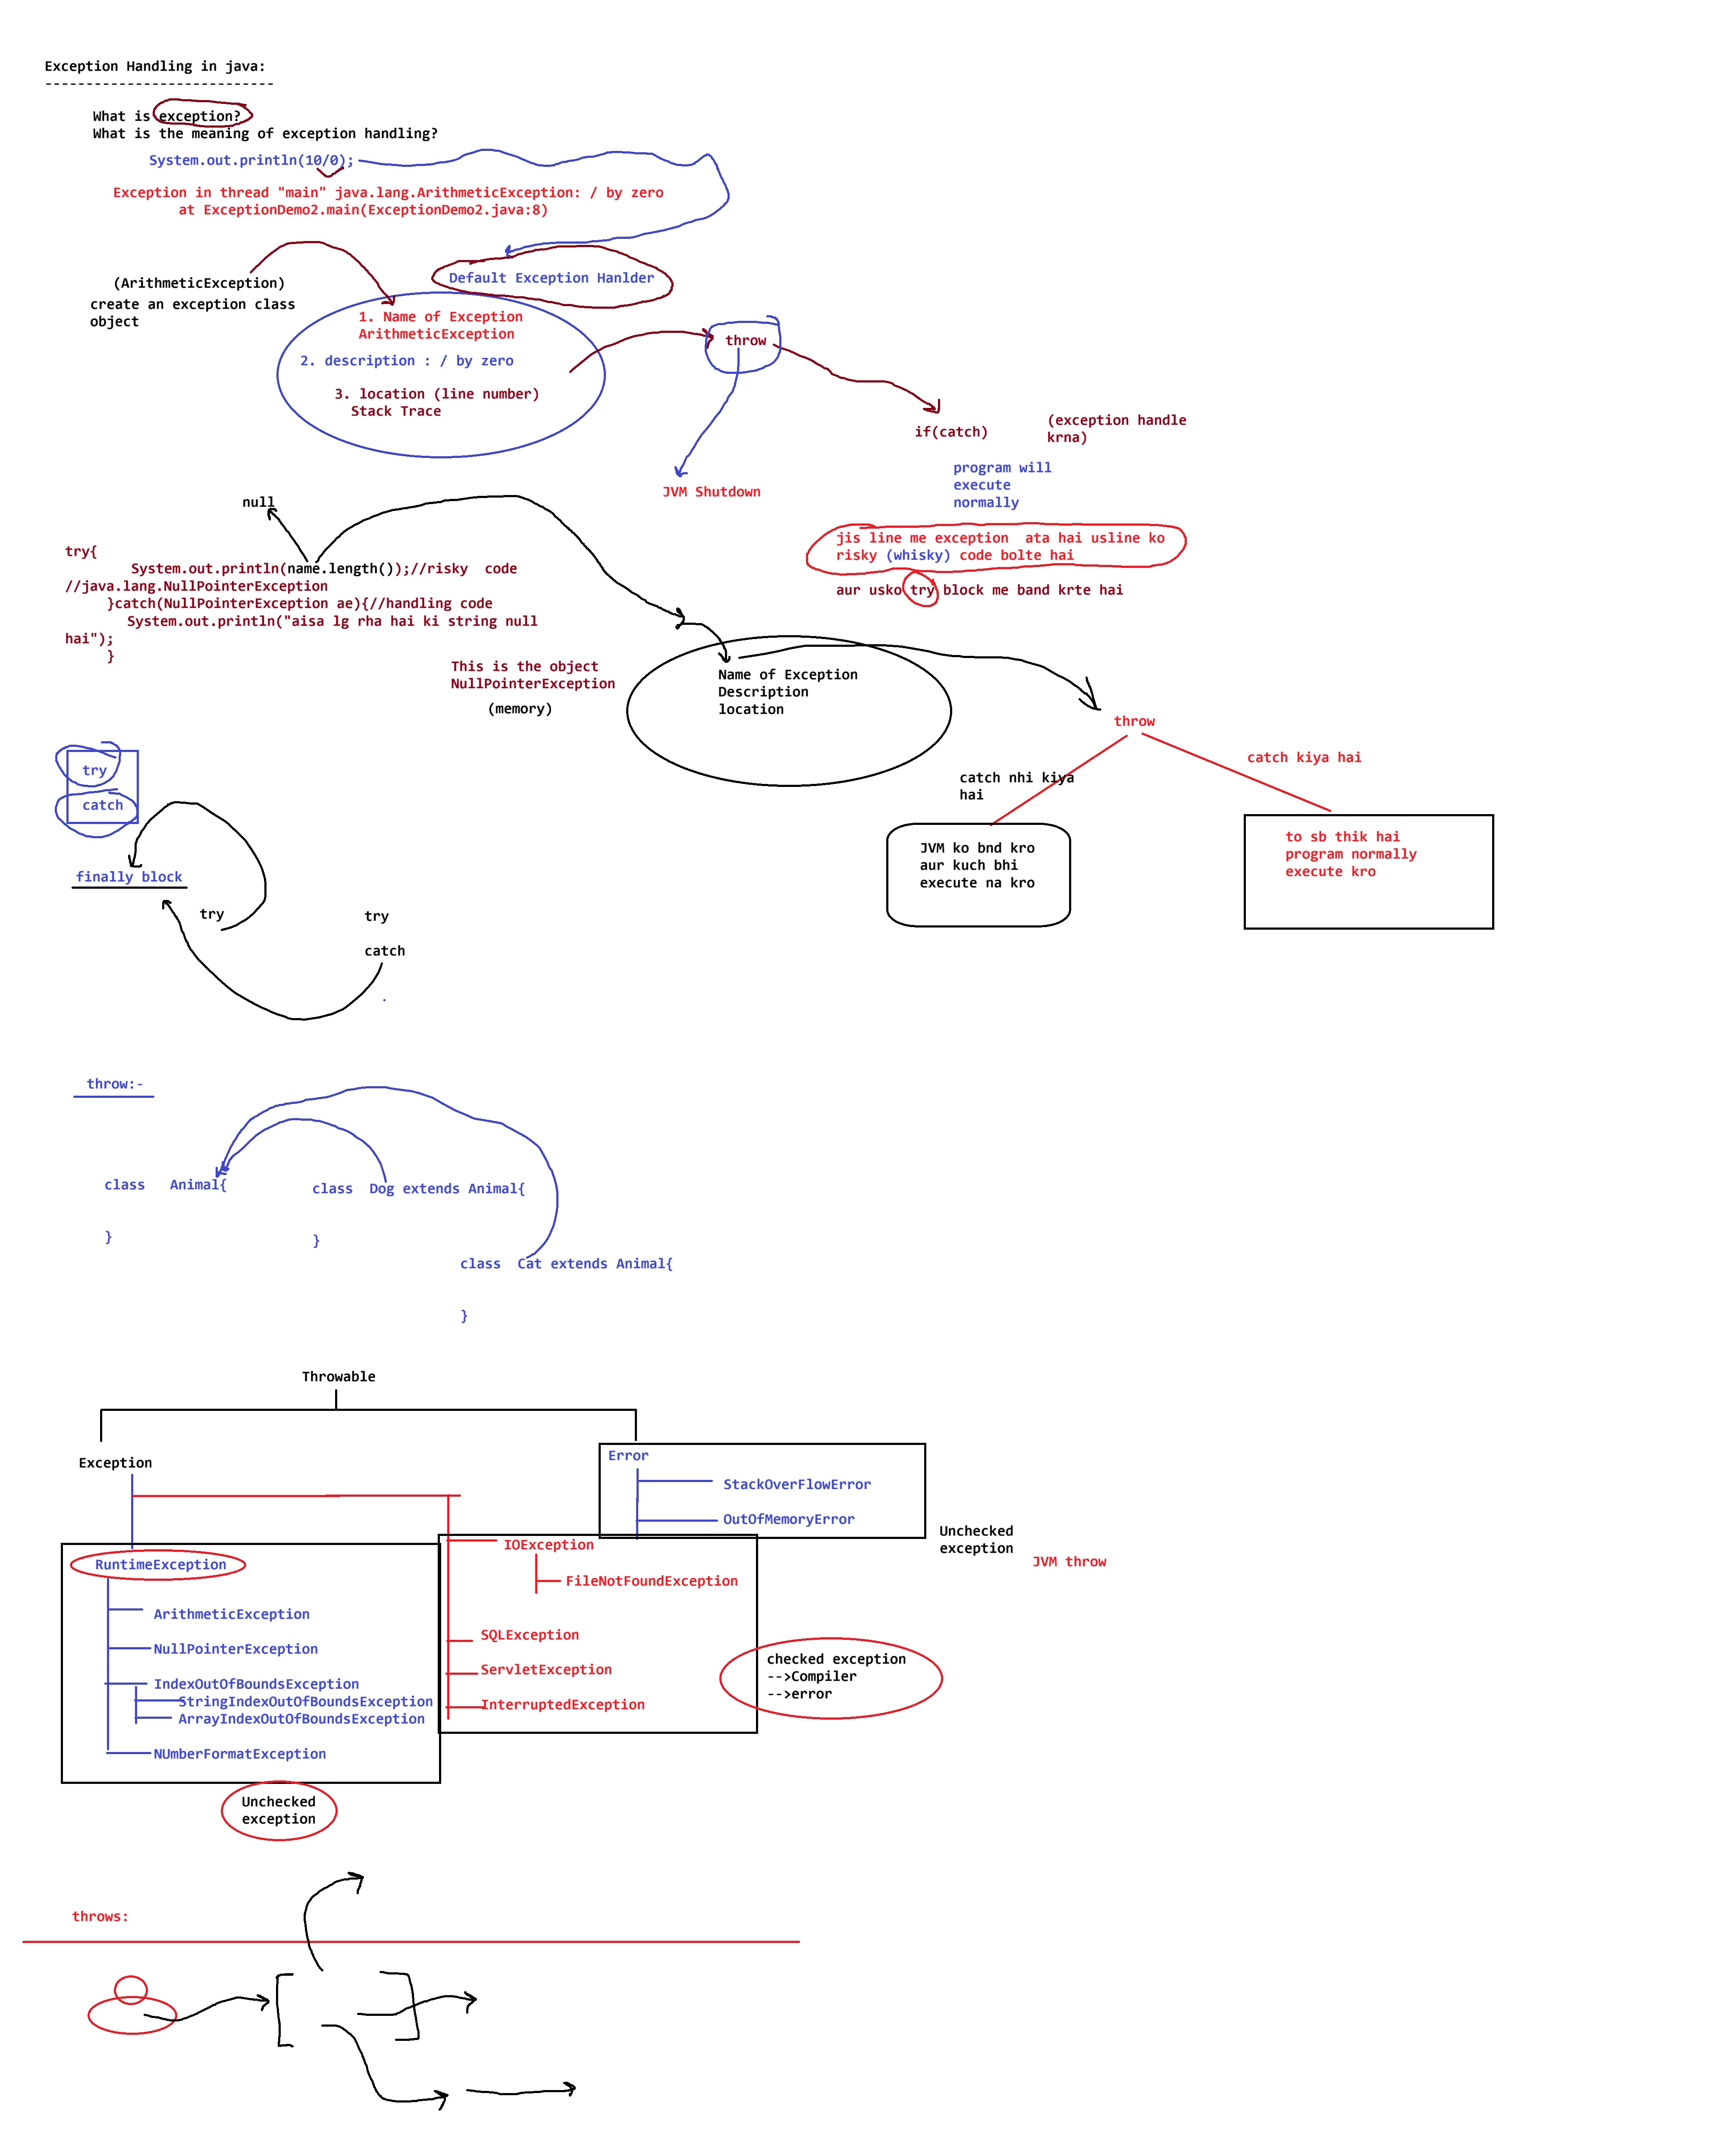 Exception Handling in java:
----------------------------
What is exception?
What is the meaning of exception handling?
System.out.println(10/0);
Exception in thread "main" java.lang.ArithmeticException: / by zero
at ExceptionDemo2.main(ExceptionDemo2.java:8)
(ArithmeticException)
create an exception class
object
Default Exception Hanlder
1. Name of Exception
ArithmeticException
2. description : / by zero
3. location (line number)
Stack Trace
throw
JVM Shutdown
if(catch)
(exception handle
krna)
program will
execute
normally
jis line me exception  ata hai usline ko
risky (whisky) code bolte hai
aur usko try block me band krte hai
null
try{
System.out.println(name.length());//risky  code
//java.lang.NullPointerException
}catch(NullPointerException ae){//handling code
System.out.println("aisa lg rha hai ki string null
hai");
}
This is the object
NullPointerException
(memory)
Name of Exception
Description
location
throw
catch nhi kiya
hai
catch kiya hai
JVM ko bnd kro
aur kuch bhi
execute na kro
to sb thik hai
program normally
execute kro
try
catch
finally block
try
try
catch
.
throw:-
class   Animal{
}
class  Dog extends Animal{
}
class  Cat extends Animal{
}
Throwable
Exception
Error
StackOverFlowError
OutOfMemoryError
Unchecked
exception
JVM throw
RuntimeException
ArithmeticException
NullPointerException
IndexOutOfBoundsException
StringIndexOutOfBoundsException
ArrayIndexOutOfBoundsException
NUmberFormatException
Unchecked
exception
IOException
FileNotFoundException
SQLException
ServletException
InterruptedException
checked exception
-->Compiler
-->error
throws: